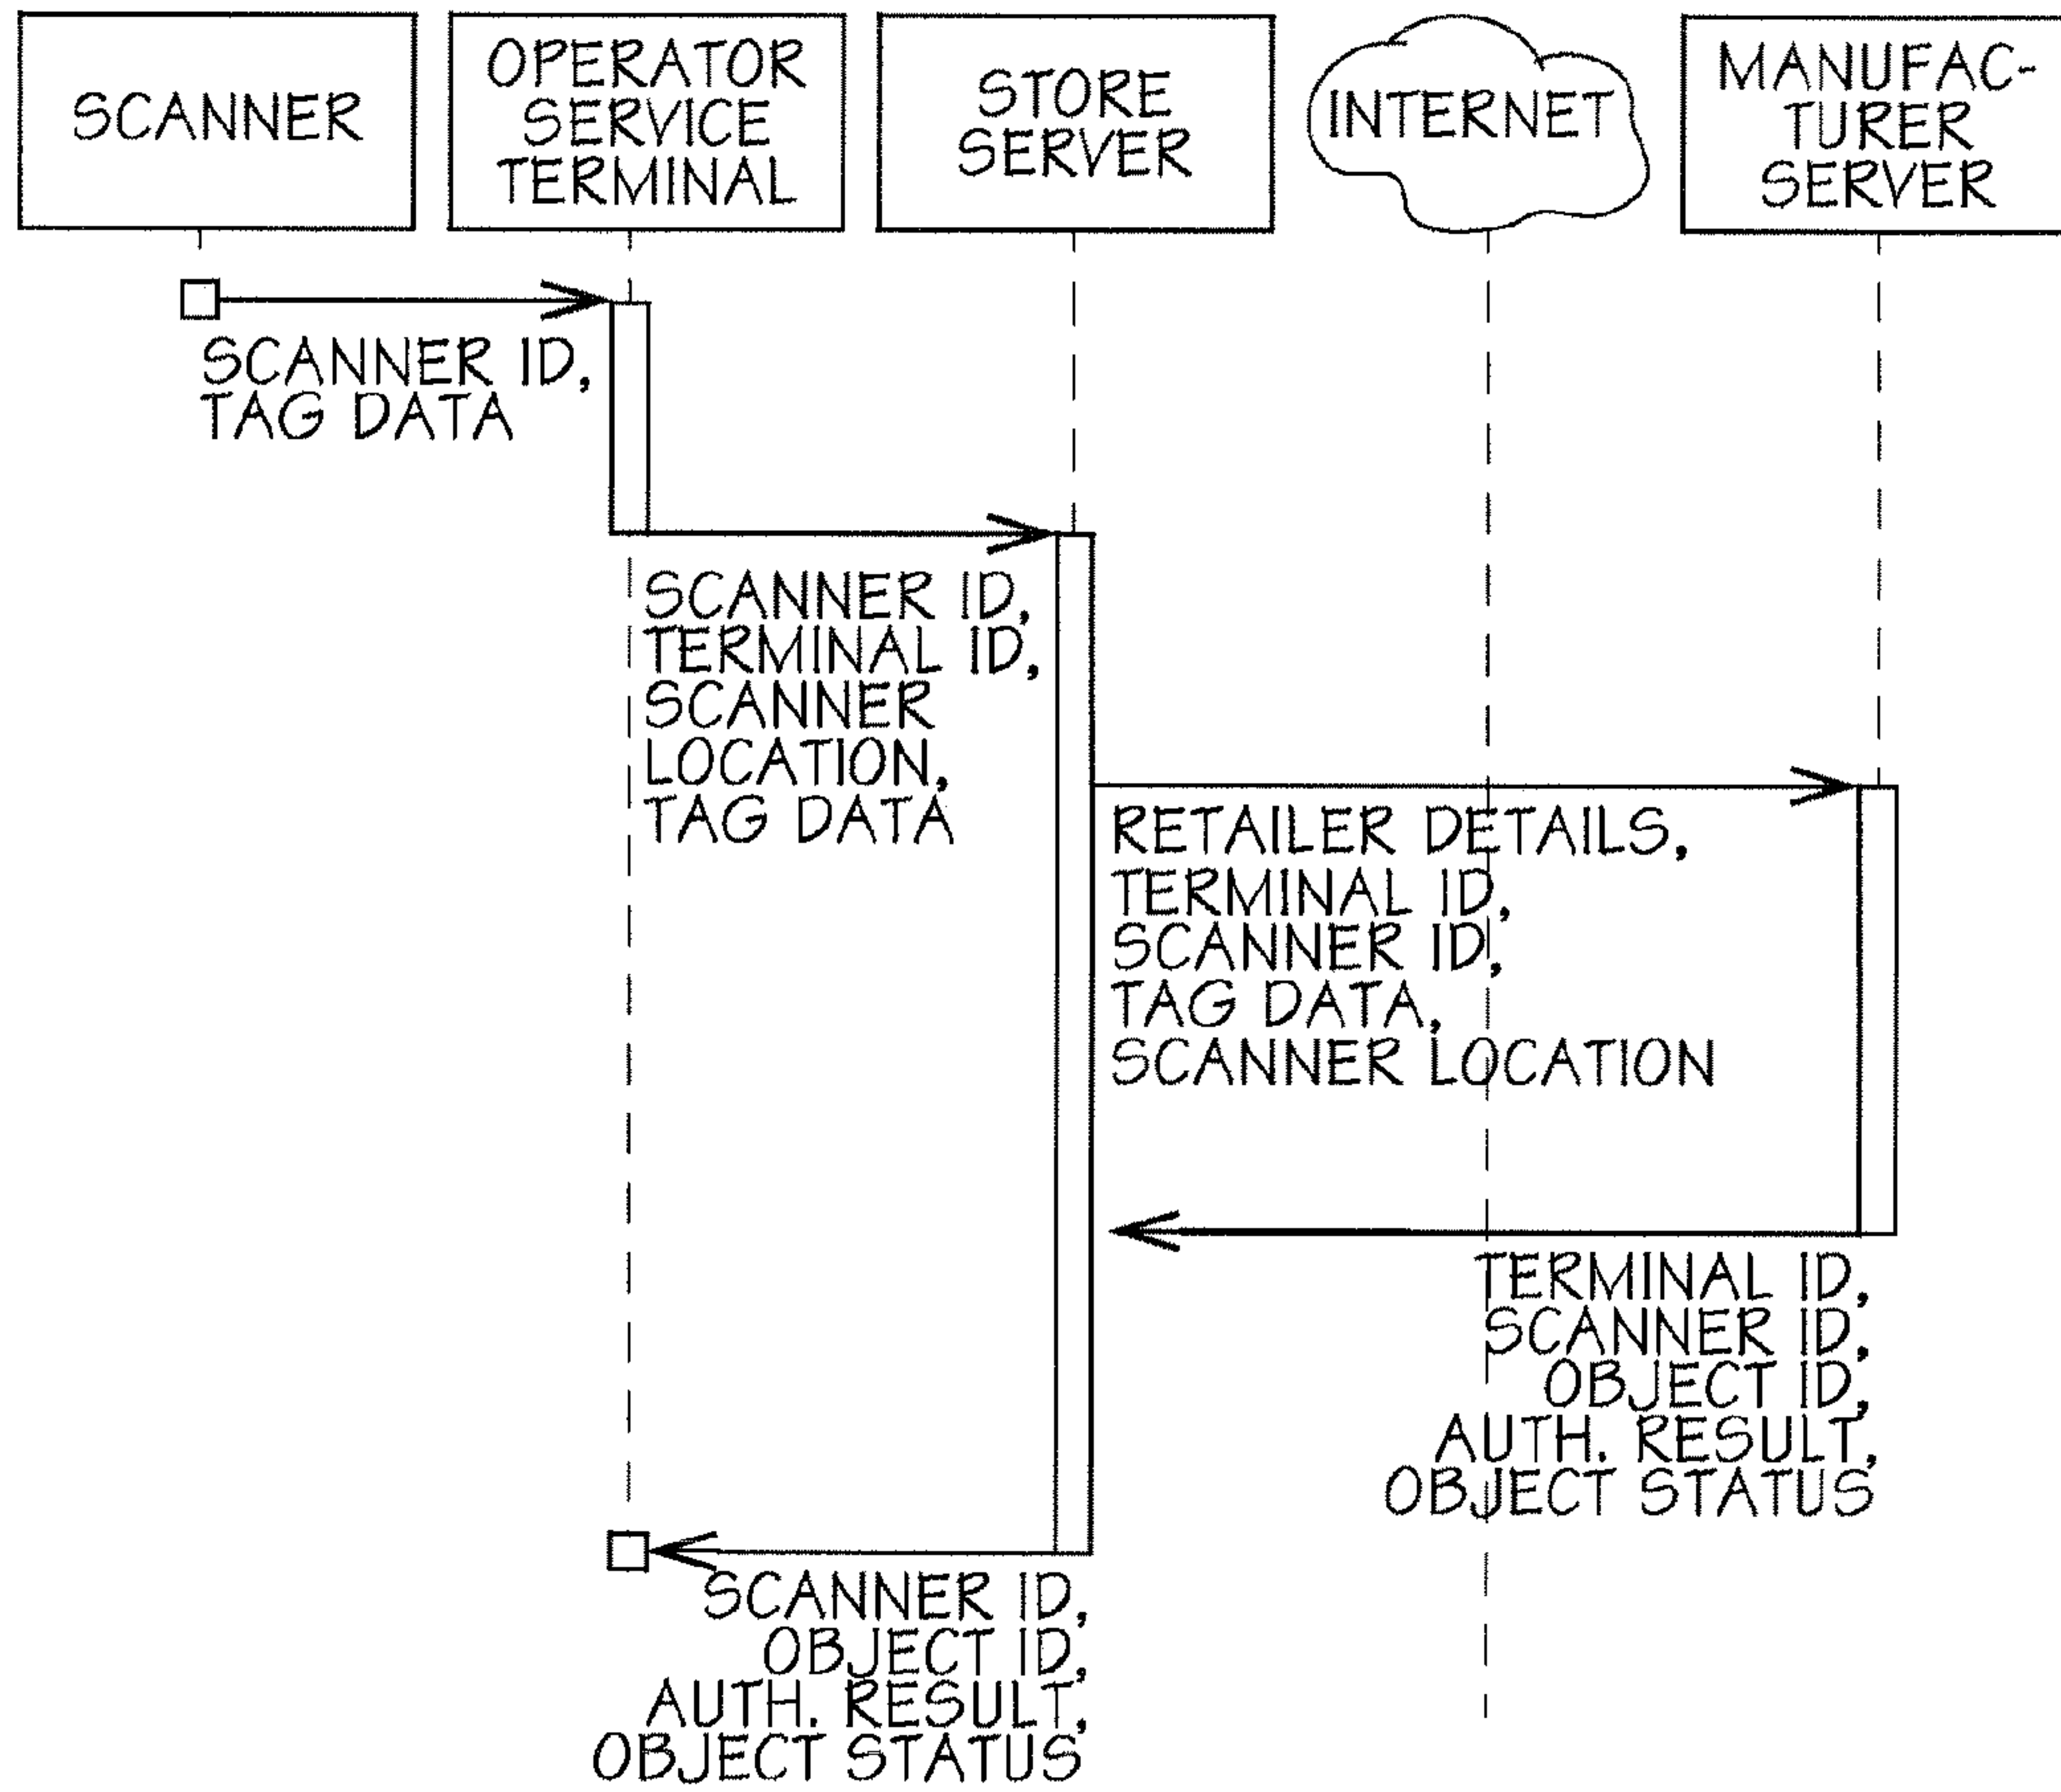 SCANNER
OPERATOR
SERVICE
TERMINAL
STORE
SERVER
INTERNET
MANUFAC-
TURER
SERVER
SCANNER ID,
TAG DATA
SCANNER ID,
TERMINAL ID,
SCANNER
LOCATION,
TAG DATA
RETAILER DETAILS,
TERMINAL ID,
SCANNER ID,
TAG DATA,
SCANNER LOCATION
TERMINAL ID,
SCANNER ID,
OBJECT ID,
AUTH. RESULT,
OBJECT STATUS
SCANNER ID,
OBJECT ID,
AUTH. RESULT,
OBJECT STATUS